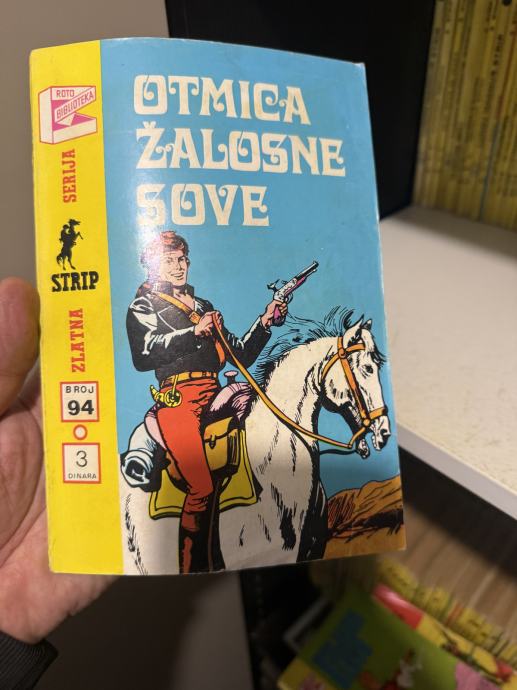 OTMICA
ŽALOSNE
SOVE
ROTO
BIBLIOTEKA
ZLATNA SERIJA
STRIP
BROJ
94
3
DINARA